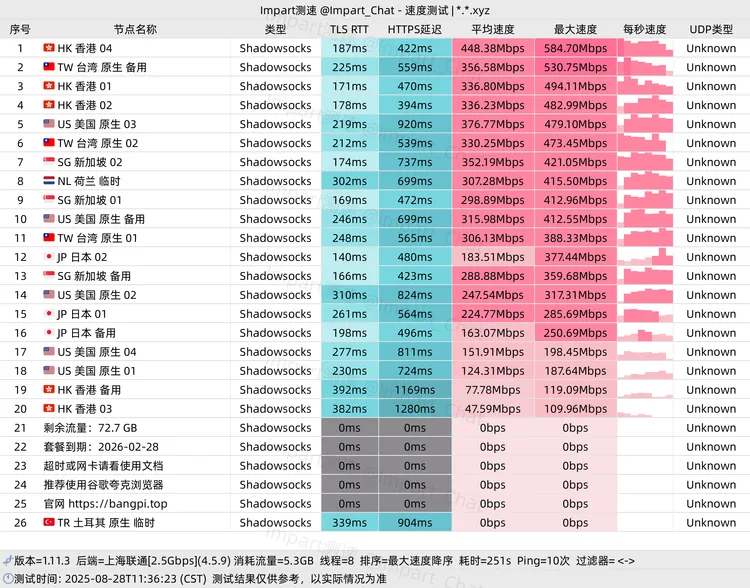 Impart测速 @Impart_Chat - 速度测试 | *.*.xyz
序号 节点名称 类型 TLS RTT HTTPS延迟 平均速度 最大速度 每秒速度 UDP类型
1 HK 香港 04 Shadowsocks 187ms 422ms 448.38Mbps 584.70Mbps Unknown
2 TW 台湾 原生 备用 Shadowsocks 225ms 559ms 356.58Mbps 530.75Mbps Unknown
3 HK 香港 01 Shadowsocks 171ms 470ms 336.80Mbps 494.11Mbps Unknown
4 HK 香港 02 Shadowsocks 178ms 394ms 336.23Mbps 482.99Mbps Unknown
5 US 美国 原生 03 Shadowsocks 219ms 920ms 376.77Mbps 479.10Mbps Unknown
6 TW 台湾 原生 02 Shadowsocks 212ms 539ms 330.25Mbps 473.45Mbps Unknown
7 SG 新加坡 02 Shadowsocks 174ms 737ms 352.19Mbps 421.05Mbps Unknown
8 NL 荷兰 临时 Shadowsocks 302ms 699ms 307.28Mbps 415.50Mbps Unknown
9 SG 新加坡 01 Shadowsocks 169ms 472ms 298.89Mbps 412.96Mbps Unknown
10 US 美国 原生 备用 Shadowsocks 246ms 699ms 315.98Mbps 412.55Mbps Unknown
11 TW 台湾 原生 01 Shadowsocks 248ms 565ms 306.13Mbps 388.33Mbps Unknown
12 JP 日本 02 Shadowsocks 140ms 480ms 183.51Mbps 377.44Mbps Unknown
13 SG 新加坡 备用 Shadowsocks 166ms 423ms 288.88Mbps 359.68Mbps Unknown
14 US 美国 原生 02 Shadowsocks 310ms 824ms 247.54Mbps 317.31Mbps Unknown
15 JP 日本 01 Shadowsocks 261ms 564ms 224.77Mbps 285.69Mbps Unknown
16 JP 日本 备用 Shadowsocks 198ms 496ms 163.07Mbps 250.69Mbps Unknown
17 US 美国 原生 04 Shadowsocks 277ms 811ms 151.91Mbps 198.45Mbps Unknown
18 US 美国 原生 01 Shadowsocks 230ms 724ms 124.31Mbps 187.64Mbps Unknown
19 HK 香港 备用 Shadowsocks 392ms 1169ms 77.78Mbps 119.09Mbps Unknown
20 HK 香港 03 Shadowsocks 382ms 1280ms 47.59Mbps 109.96Mbps Unknown
21 剩余流量：72.7 GB Shadowsocks 0ms 0ms 0bps 0bps Unknown
22 套餐到期：2026-02-28 Shadowsocks 0ms 0ms 0bps 0bps Unknown
23 超时或网卡请看使用文档 Shadowsocks 0ms 0ms 0bps 0bps Unknown
24 推荐使用谷歌夸克浏览器 Shadowsocks 0ms 0ms 0bps 0bps Unknown
25 官网 https://bangpi.top Shadowsocks 0ms 0ms 0bps 0bps Unknown
26 TR 土耳其 原生 临时 Shadowsocks 339ms 904ms 0bps 0bps Unknown
版本=1.11.3 后端=上海联通[2.5Gbps](4.5.9) 消耗流量=5.3GB 线程=8 排序=最大速度降序 耗时=251s Ping=10次 过滤器= <->
测试时间: 2025-08-28T11:36:23 (CST) 测试结果仅供参考，以实际情况为准